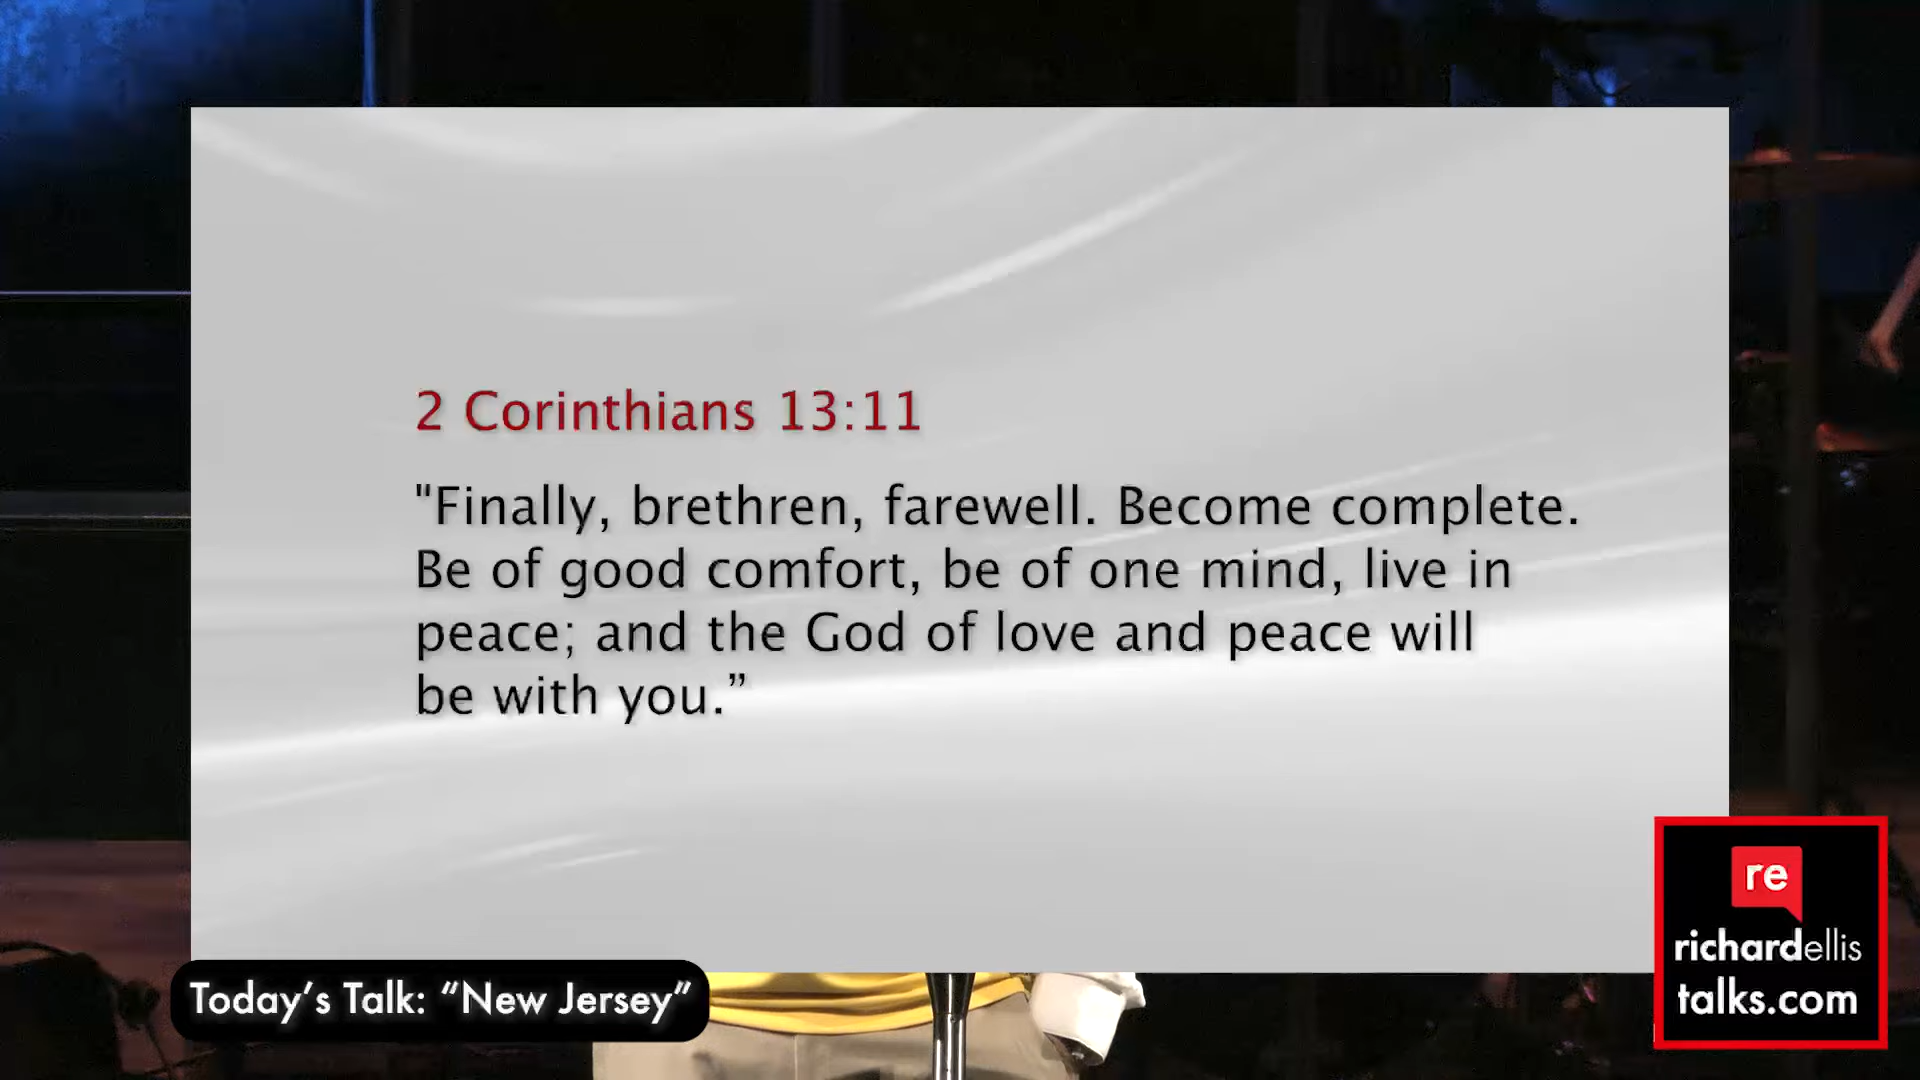 2 Corinthians 13:11
"Finally, brethren, farewell. Become complete.
Be of good comfort, be of one mind, live in
peace; and the God of love and peace will
be with you.”
Today’s Talk: “New Jersey”
re
richardellis
talks.com